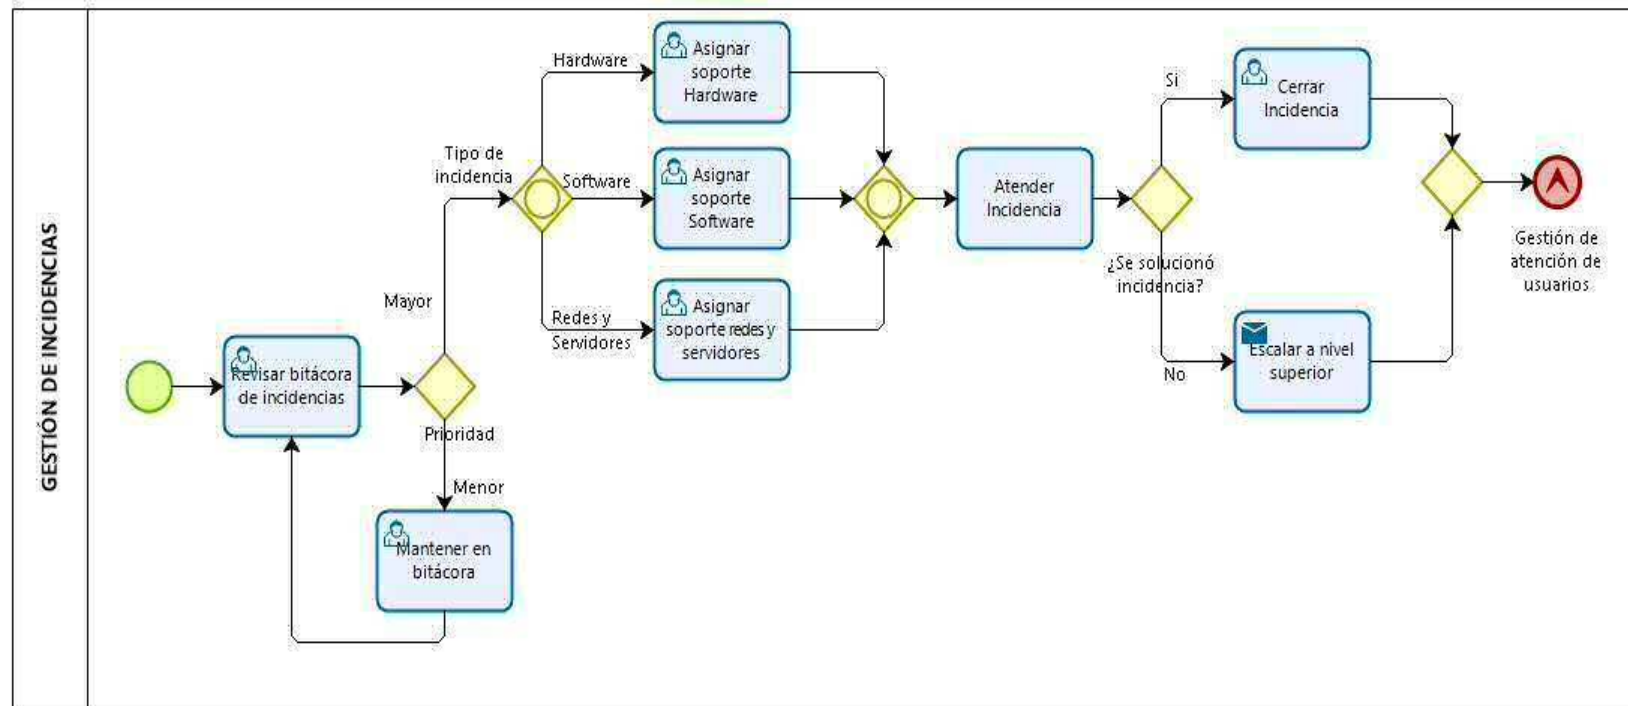 GESTIÓN DE INCIDENCIAS
Revisar bitácora
de incidencias
Prioridad
Mayor
Menor
Mantener en
bitácora
Tipo de
incidencia
Hardware
Software
Redes y
Servidores
Asignar
soporte
Hardware
Asignar
soporte
Software
Asignar
soporte redes y
servidores
Atender
Incidencia
¿Se solucionó
incidencia?
Si
No
Cerrar
Incidencia
Escalar a nivel
superior
Gestión de
atención de
usuarios